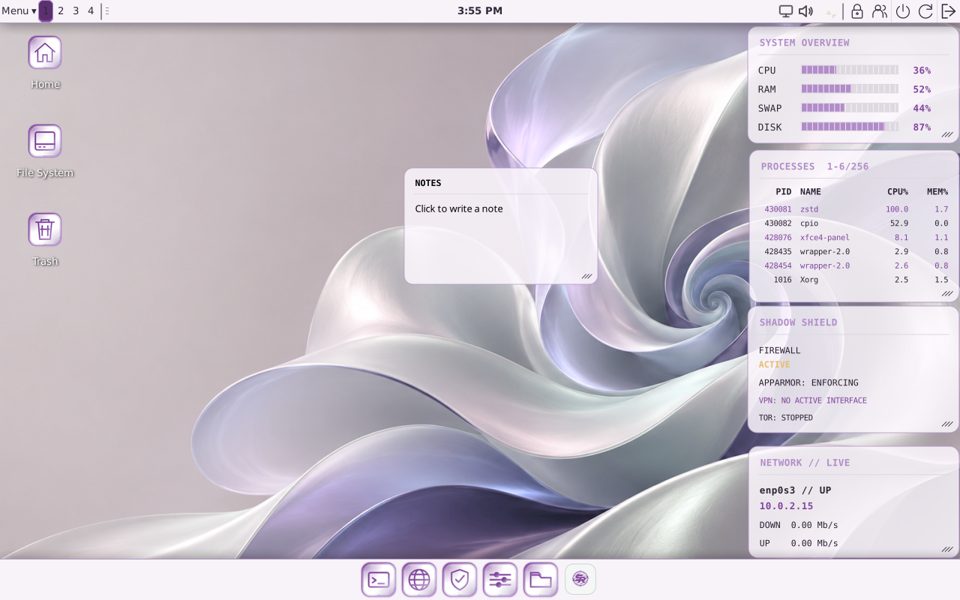 Menu 1 2 3 4
3:55 PM
Home
File System
Trash
NOTES
Click to write a note
SYSTEM OVERVIEW
CPU 36%
RAM 52%
SWAP 44%
DISK 87%
PROCESSES 1-6/256
PID NAME CPU% MEM%
430081 zstd 100.0 1.7
430082 cpio 52.9 0.0
428076 xfce4-panel 8.1 1.1
428435 wrapper-2.0 2.9 0.8
428454 wrapper-2.0 2.6 0.8
1016 Xorg 2.5 1.5
SHADOW SHIELD
FIREWALL
ACTIVE
APPARMOR: ENFORCING
VPN: NO ACTIVE INTERFACE
TOR: STOPPED
NETWORK // LIVE
enp0s3 // UP
10.0.2.15
DOWN 0.00 Mb/s
UP 0.00 Mb/s